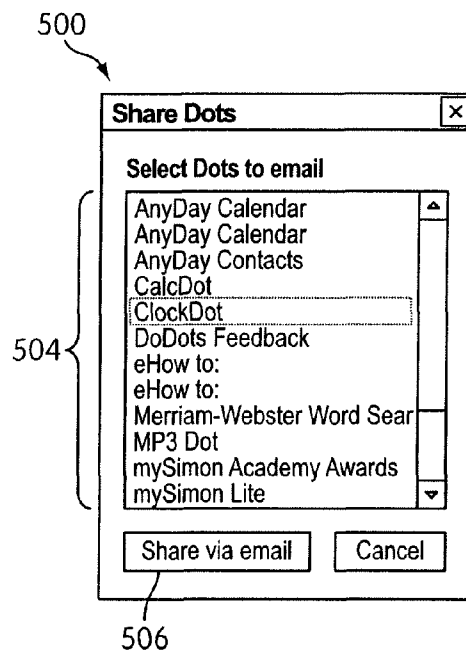 500
Share Dots
Select Dots to email
AnyDay Calendar
AnyDay Calendar
AnyDay Contacts
CalcDot
ClockDot
DoDots Feedback
504
eHow to:
eHow to:
Merriam-Webster Word Sear
MP3 Dot
mySimon Academy Awards
mySimon Lite
Share via email Cancel
506